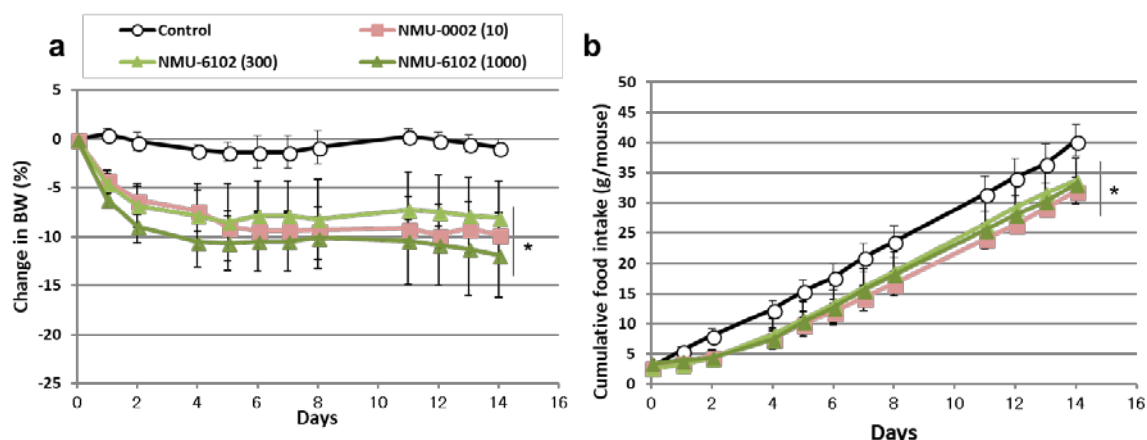 a
Control
NMU-0002 (10)
NMU-6102 (300)
NMU-6102 (1000)
5
0
-5
-10
-15
-20
-25
Change in BW (%)
*
0 2 4 6 8 10 12 14 16
Days
b
50
45
40
35
30
25
20
15
10
5
0
Cumulative food intake (g/mouse)
*
0 2 4 6 8 10 12 14 16
Days